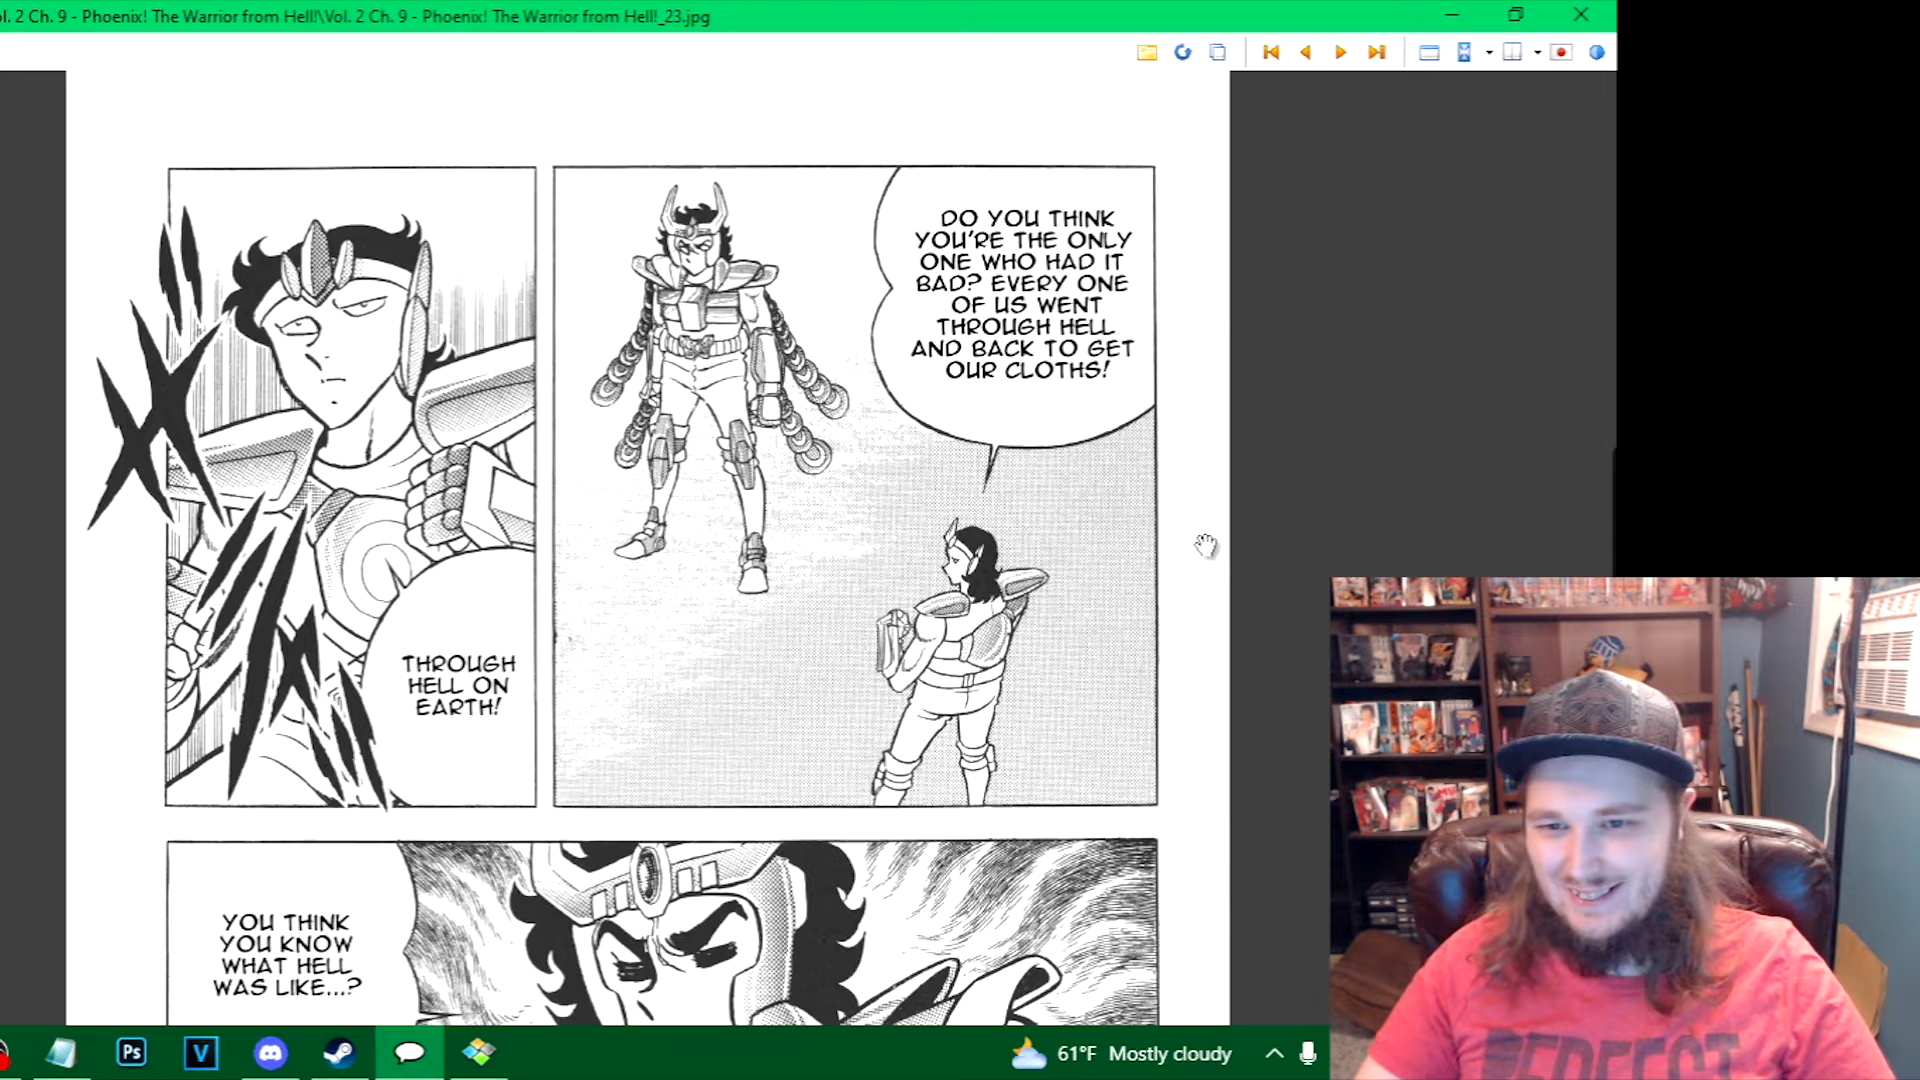 ol. 2 Ch. 9 - Phoenix! The Warrior from Hell!\Vol. 2 Ch. 9 - Phoenix! The Warrior from Hell!_23.jpg
DO YOU THINK
YOU'RE THE ONLY
ONE WHO HAD IT
BAD? EVERY ONE
OF US WENT
THROUGH HELL
AND BACK TO GET
OUR CLOTHS!
THROUGH
HELL ON
EARTH!
YOU THINK
YOU KNOW
WHAT HELL
WAS LIKE...?
Ps
V
61°F Mostly cloudy
PERFECT